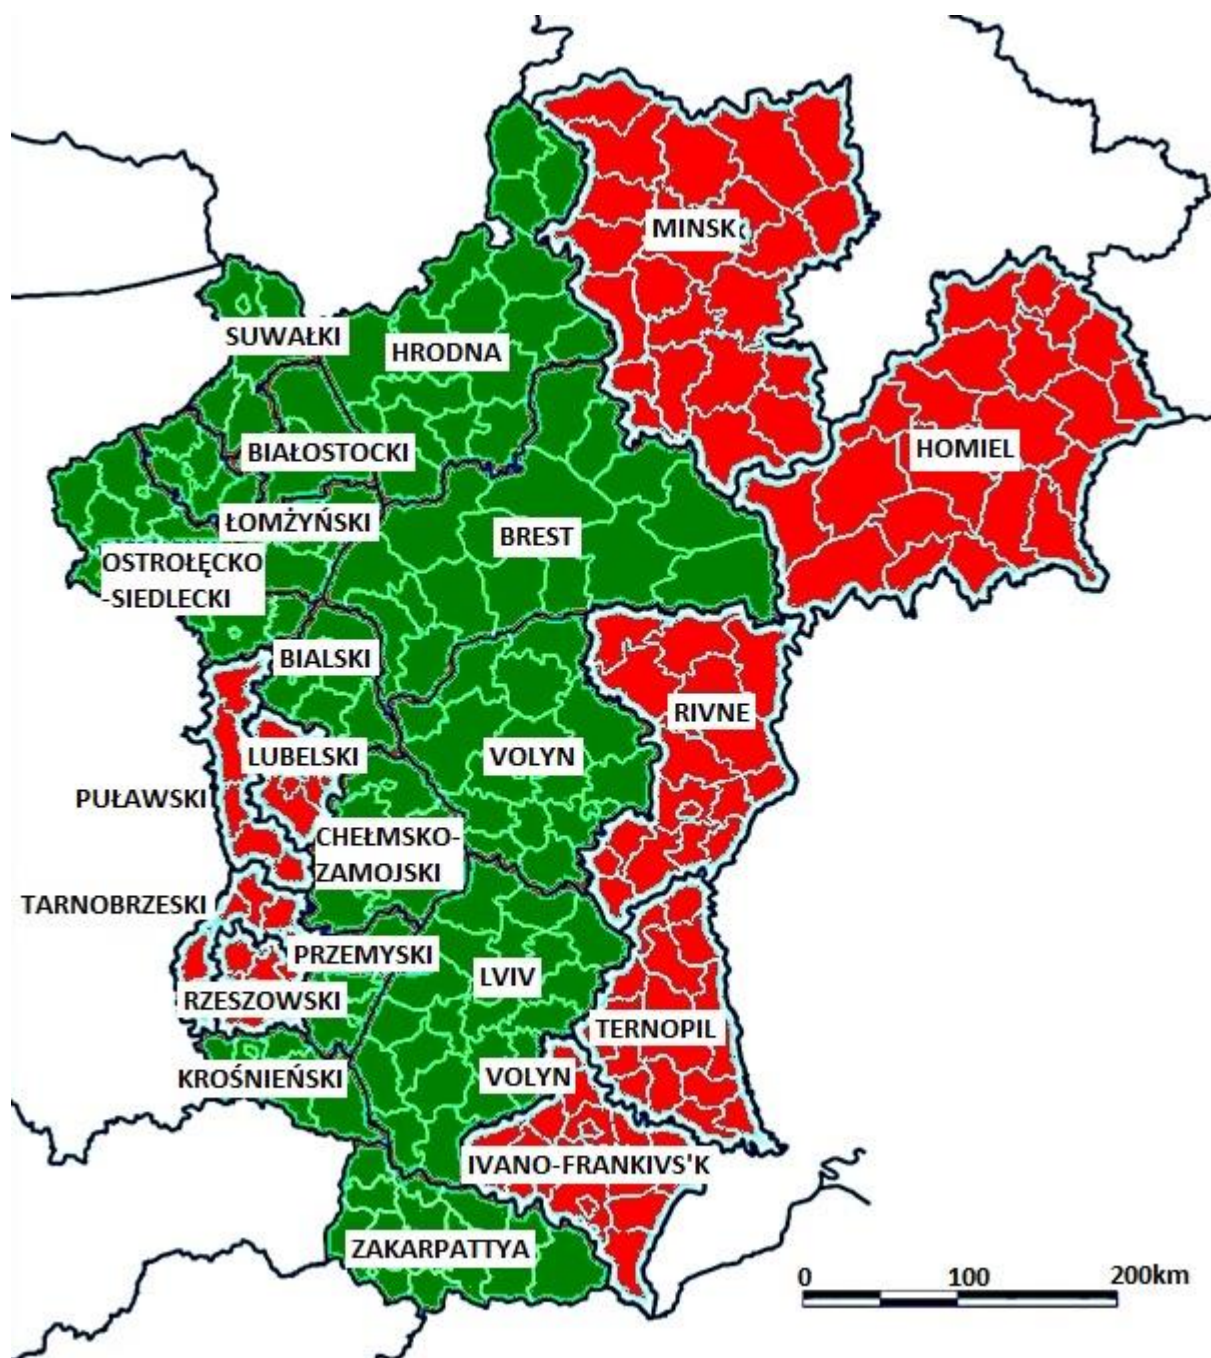 MINSK
SUWAŁKI
HRODNA
BIAŁOSTOCKI
HOMIEL
ŁOMŻYŃSKI
BREST
OSTROŁĘCKO
-SIEDLECKI
BIALSKI
RIVNE
LUBELSKI
VOLYN
PUŁAWSKI
CHEŁMSKO-
ZAMOJSKI
TARNOBRZESKI
PRZEMYSKI
LVIV
RZESZOWSKI
TERNOPIL
KROŚNIEŃSKI
VOLYN
IVANO-FRANKIVS'K
ZAKARPATTYA
0 100 200km